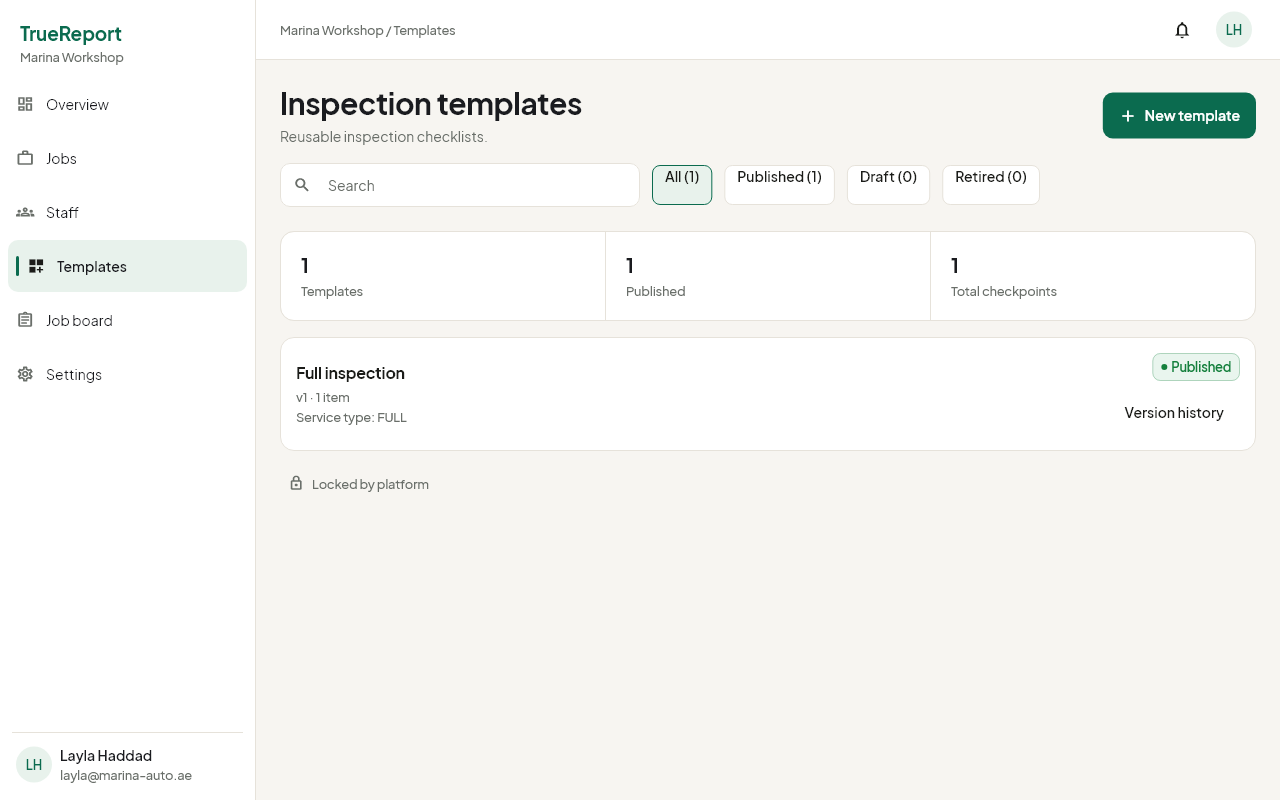 TrueReport
Marina Workshop
Overview
Jobs
Staff
Templates
Job board
Settings
Layla Haddad
layla@marina-auto.ae
LH
Marina Workshop / Templates
LH
Inspection templates
Reusable inspection checklists.
New template
Search
All (1)
Published (1)
Draft (0)
Retired (0)
1
Templates
1
Published
1
Total checkpoints
Full inspection
v1 · 1 item
Service type: FULL
Published
Version history
Locked by platform